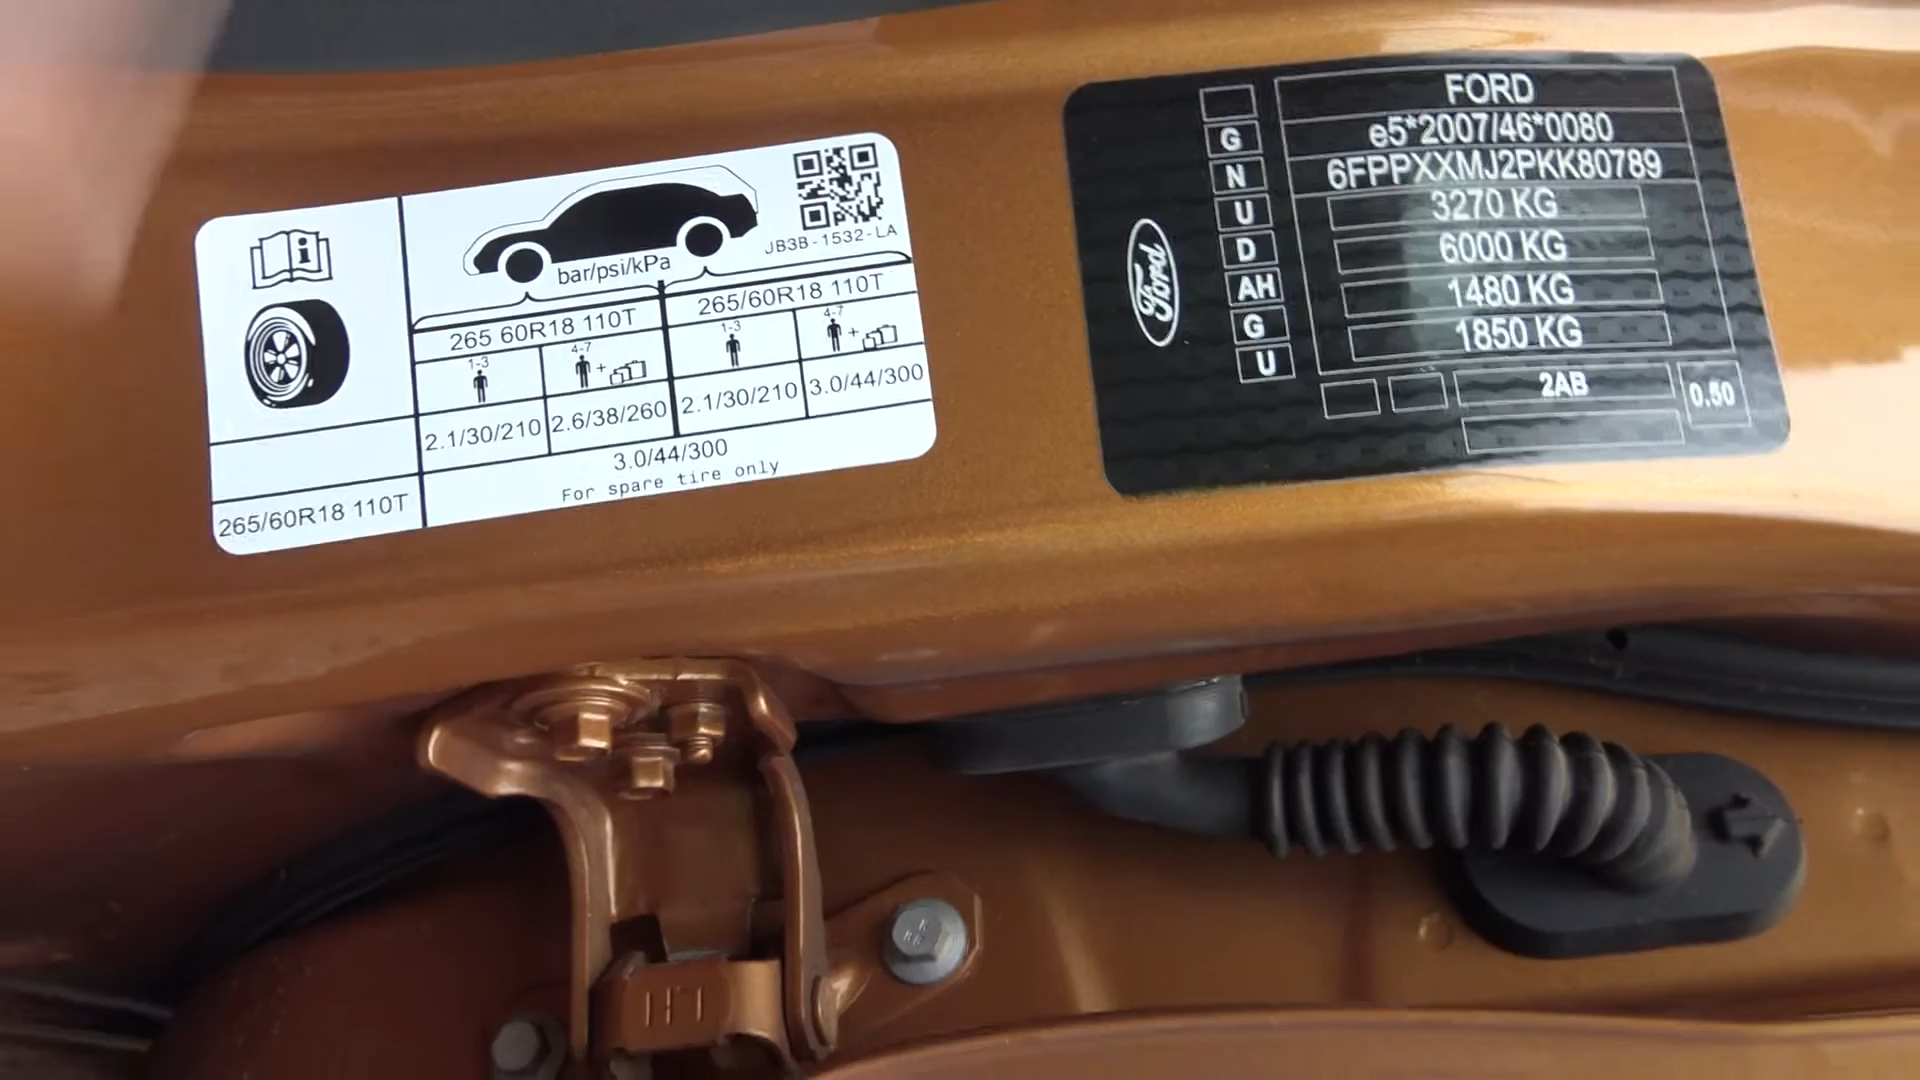 bar/psi/kPa
JB3B-1532-LA
265 60R18 110T
265/60R18 110T
1-3
4-7
+
1-3
4-7
+
2.1/30/210
2.6/38/260
2.1/30/210
3.0/44/300
3.0/44/300
For spare tire only
265/60R18 110T
Ford
FORD
G
e5*2007/46*0080
N
6FPPXXMJ2PKK80789
U
3270 KG
D
6000 KG
AH
1480 KG
G
1850 KG
U
2AB
0.50
LH